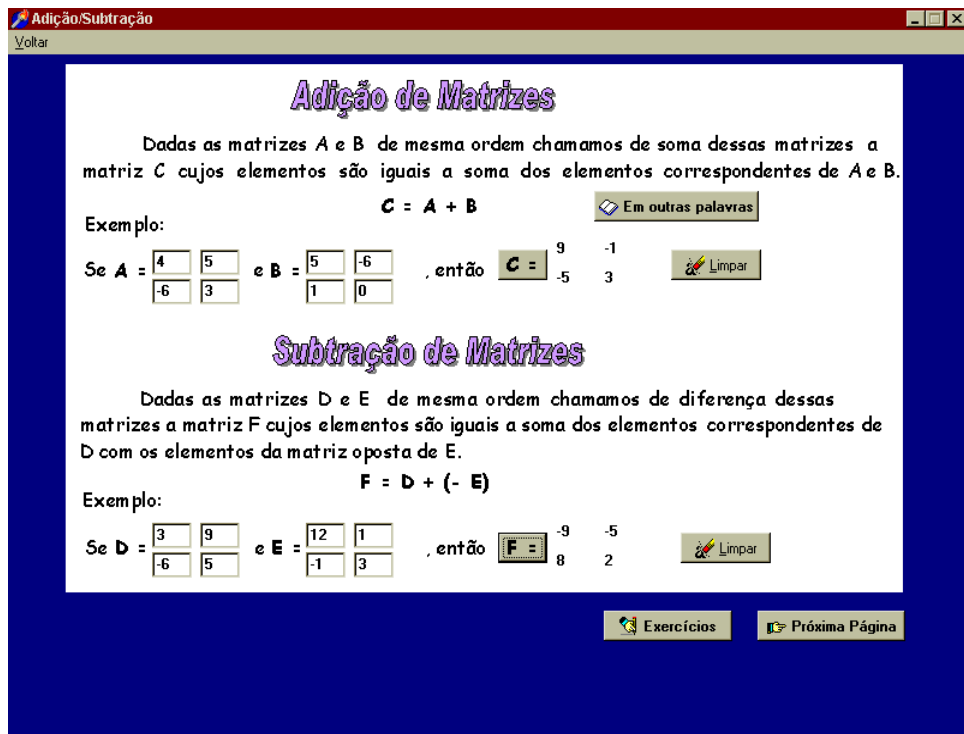 Adição/Subtração
Voltar
Adição de Matrizes
Dadas as matrizes A e B de mesma ordem chamamos de soma dessas matrizes a
matriz C cujos elementos são iguais a soma dos elementos correspondentes de A e B.
C = A + B
Em outras palavras
Exemplo:
4 5 5 -6 9 -1
Se A = e B = , então C = Limpar
-6 3 1 0 -5 3
Subtração de Matrizes
Dadas as matrizes D e E de mesma ordem chamamos de diferença dessas
matrizes a matriz F cujos elementos são iguais a soma dos elementos correspondentes de
D com os elementos da matriz oposta de E.
F = D + (- E)
Exemplo:
3 9 12 1 -9 -5
Se D = e E = , então F = Limpar
-6 5 -1 3 8 2
Exercícios Próxima Página